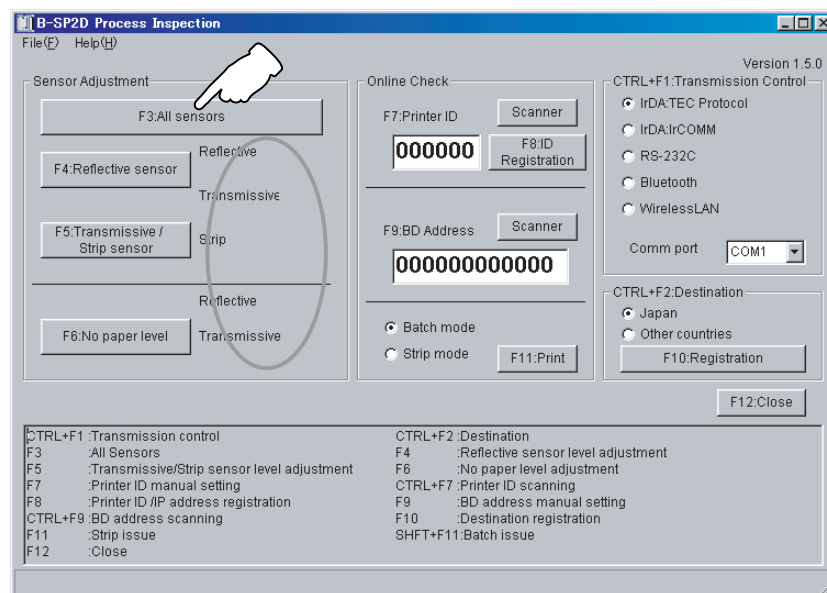 B-SP2D Process Inspection
File(F) Help(H)
Version 1.5.0
Sensor Adjustment
F3:All sensors
F4:Reflective sensor
Reflective
Transmissive
F5:Transmissive /
Strip sensor
Strip
Reflective
F6:No paper level
Transmissive
Online Check
F7:Printer ID
Scanner
000000
F8:ID
Registration
F9:BD Address
Scanner
000000000000
Batch mode
Strip mode
F11:Print
CTRL+F1:Transmission Control
IrDA:TEC Protocol
IrDA:IrCOMM
RS-232C
Bluetooth
WirelessLAN
Comm port COM1
CTRL+F2:Destination
Japan
Other countries
F10:Registration
F12:Close
CTRL+F1 :Transmission control CTRL+F2 :Destination
F3 :All Sensors F4 :Reflective sensor level adjustment
F5 :Transmissive/Strip sensor level adjustment F6 :No paper level adjustment
F7 :Printer ID manual setting CTRL+F7 :Printer ID scanning
F8 :Printer ID /IP address registration F9 :BD address manual setting
CTRL+F9 :BD address scanning F10 :Destination registration
F11 :Strip issue SHFT+F11:Batch issue
F12 :Close